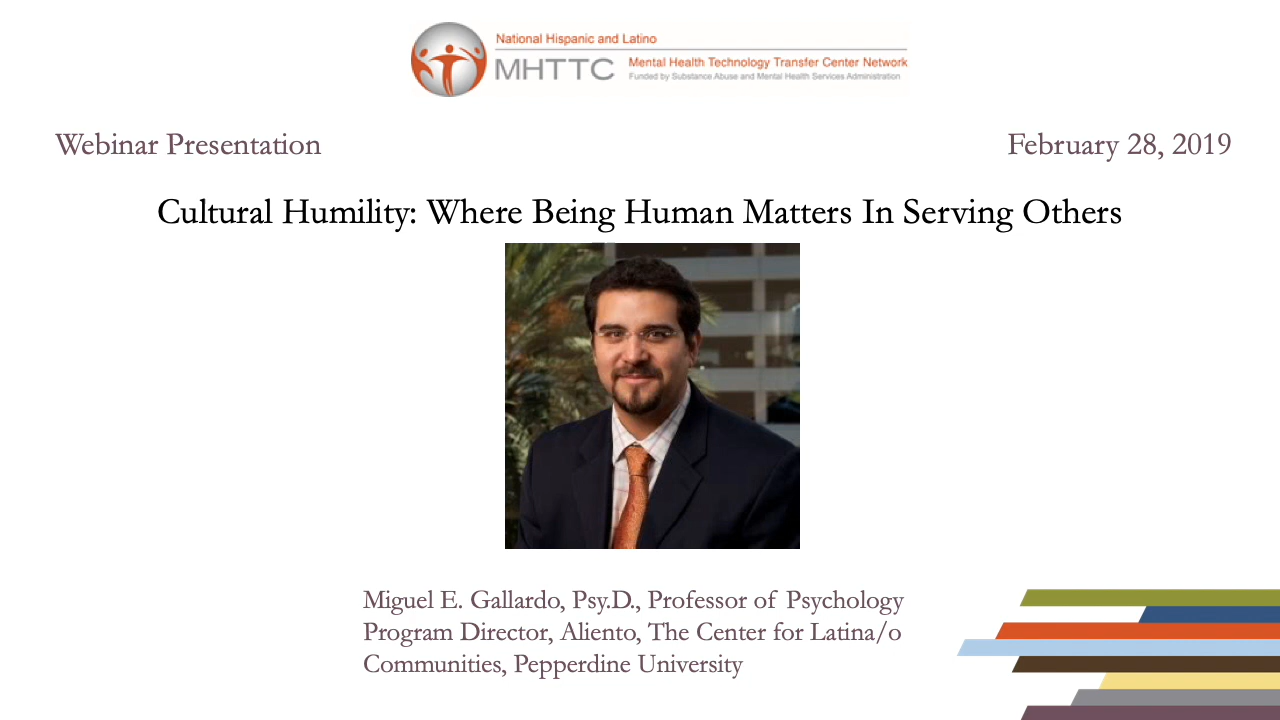 National Hispanic and Latino
MHTTC
Mental Health Technology Transfer Center Network
Funded by Substance Abuse and Mental Health Services Administration
Webinar Presentation
February 28, 2019
Cultural Humility: Where Being Human Matters In Serving Others
Miguel E. Gallardo, Psy.D., Professor of Psychology
Program Director, Aliento, The Center for Latina/o
Communities, Pepperdine University